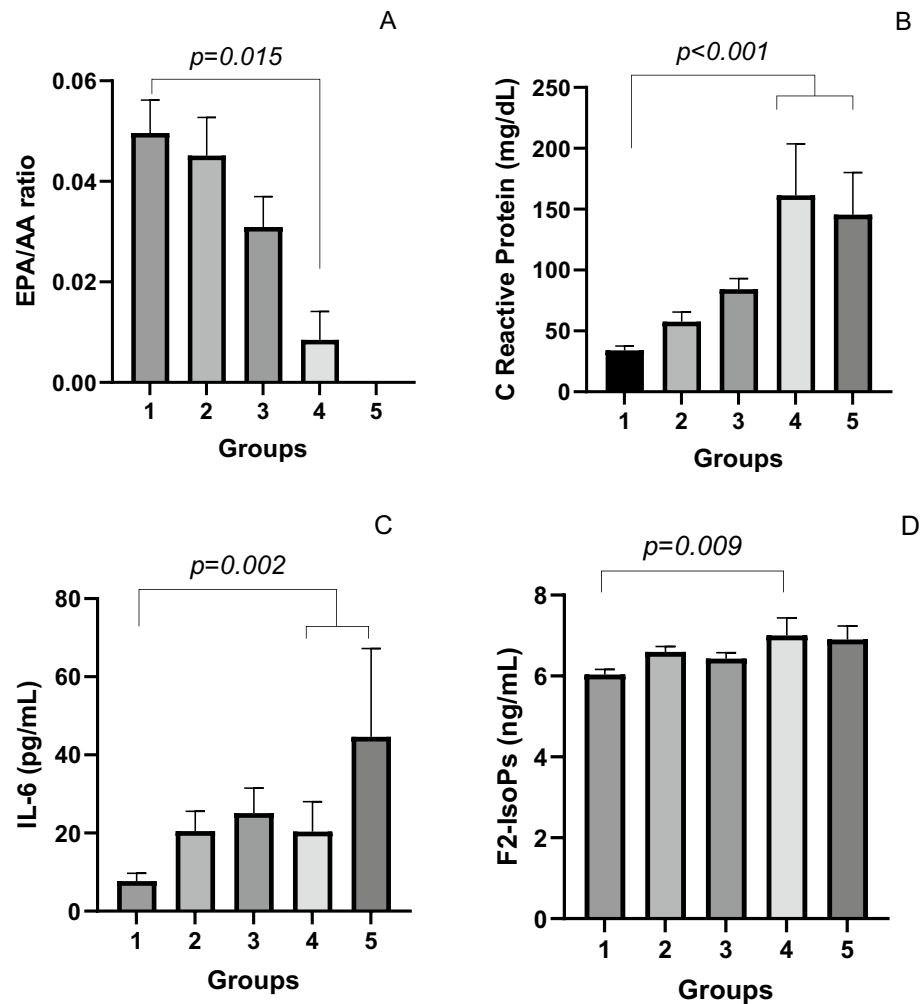 A
p=0.015
EPA/AA ratio
0.06
0.04
0.02
0.00
1 2 3 4 5
Groups
B
p<0.001
C Reactive Protein (mg/dL)
250
200
150
100
50
0
1 2 3 4 5
Groups
C
p=0.002
IL-6 (pg/mL)
80
60
40
20
0
1 2 3 4 5
Groups
D
p=0.009
F2-IsoPs (ng/mL)
8
6
4
2
0
1 2 3 4 5
Groups